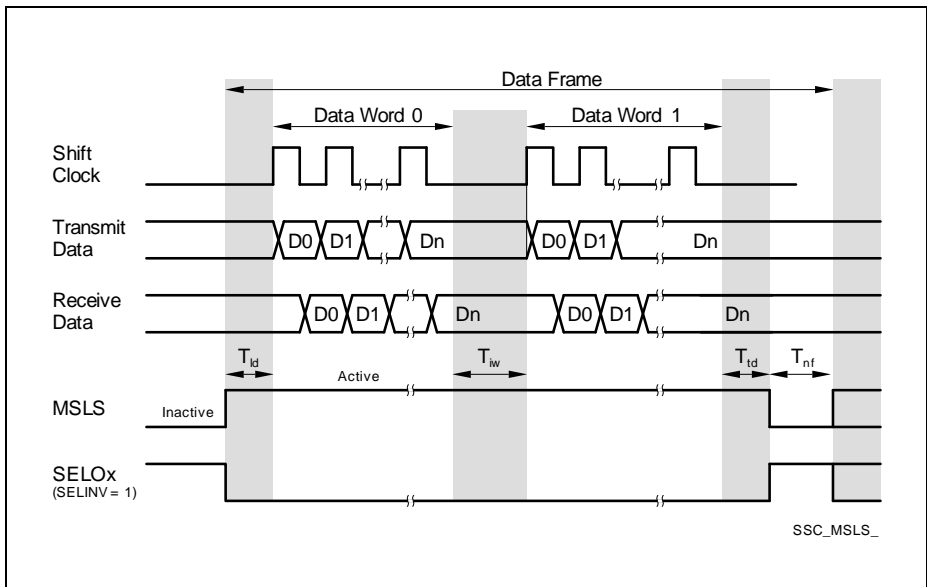 Data Frame
Data Word 0
Data Word 1
Shift
Clock
Transmit
Data
D0 D1 Dn D0 D1 Dn
Receive
Data
D0 D1 Dn D0 D1 Dn
Tld Tiw Ttd Tnf
Active
MSLS
Inactive
SELOx
(SELINV = 1)
SSC_MSLS_